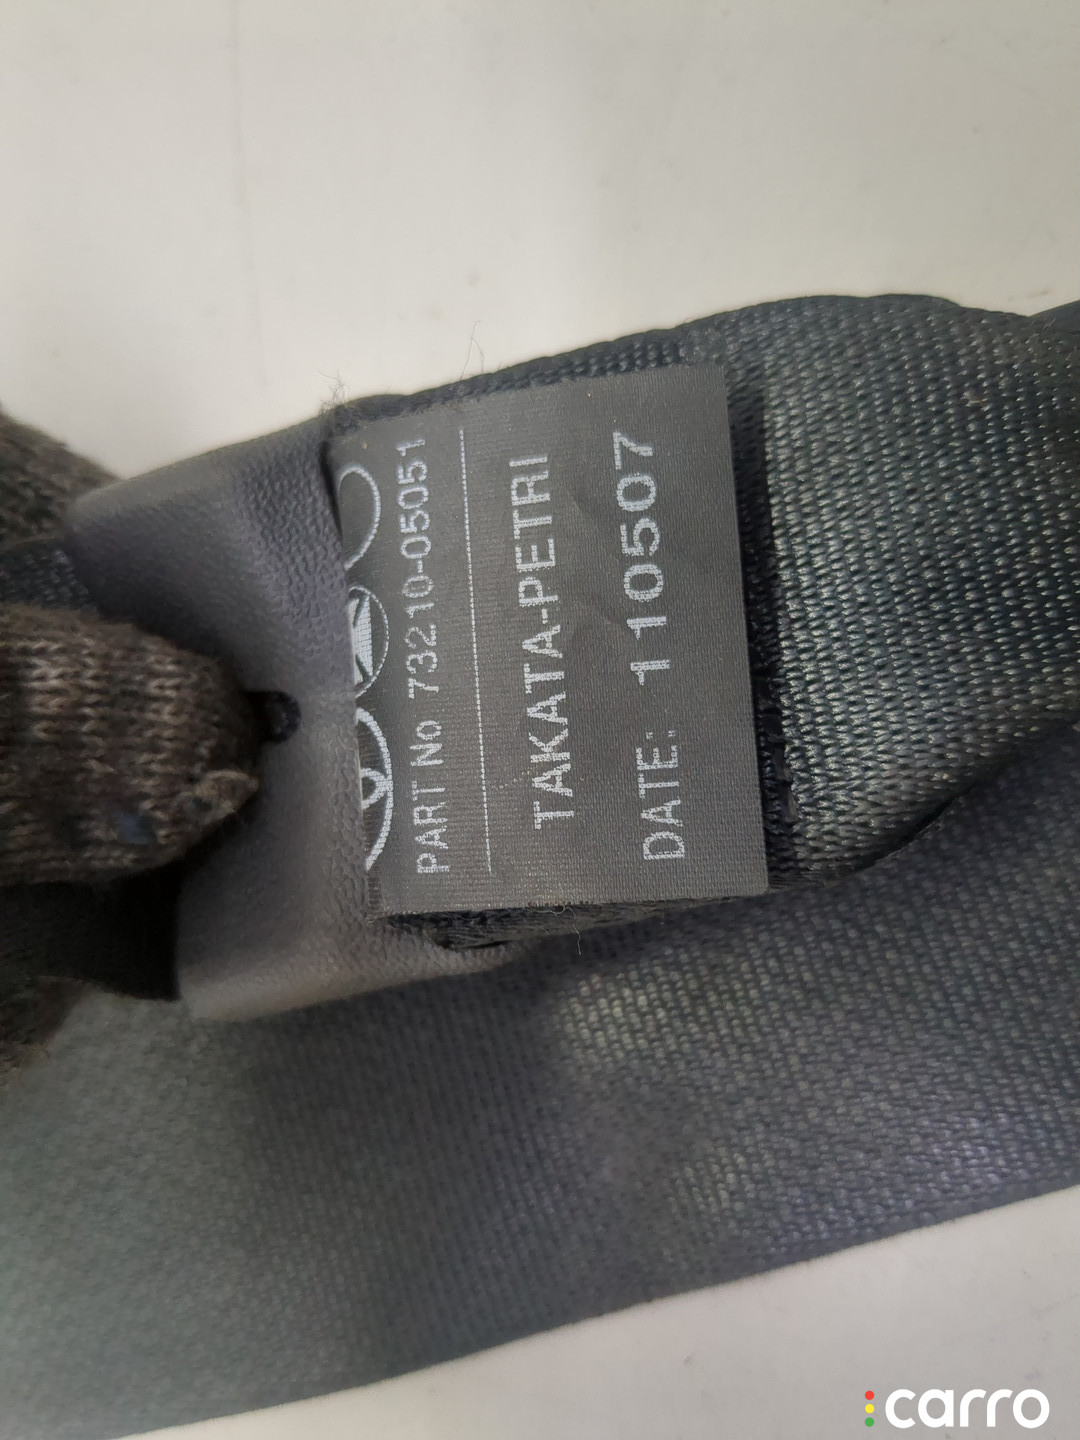 PART No 73210-05051
TAKATA-PETRI
DATE: 110507
carro